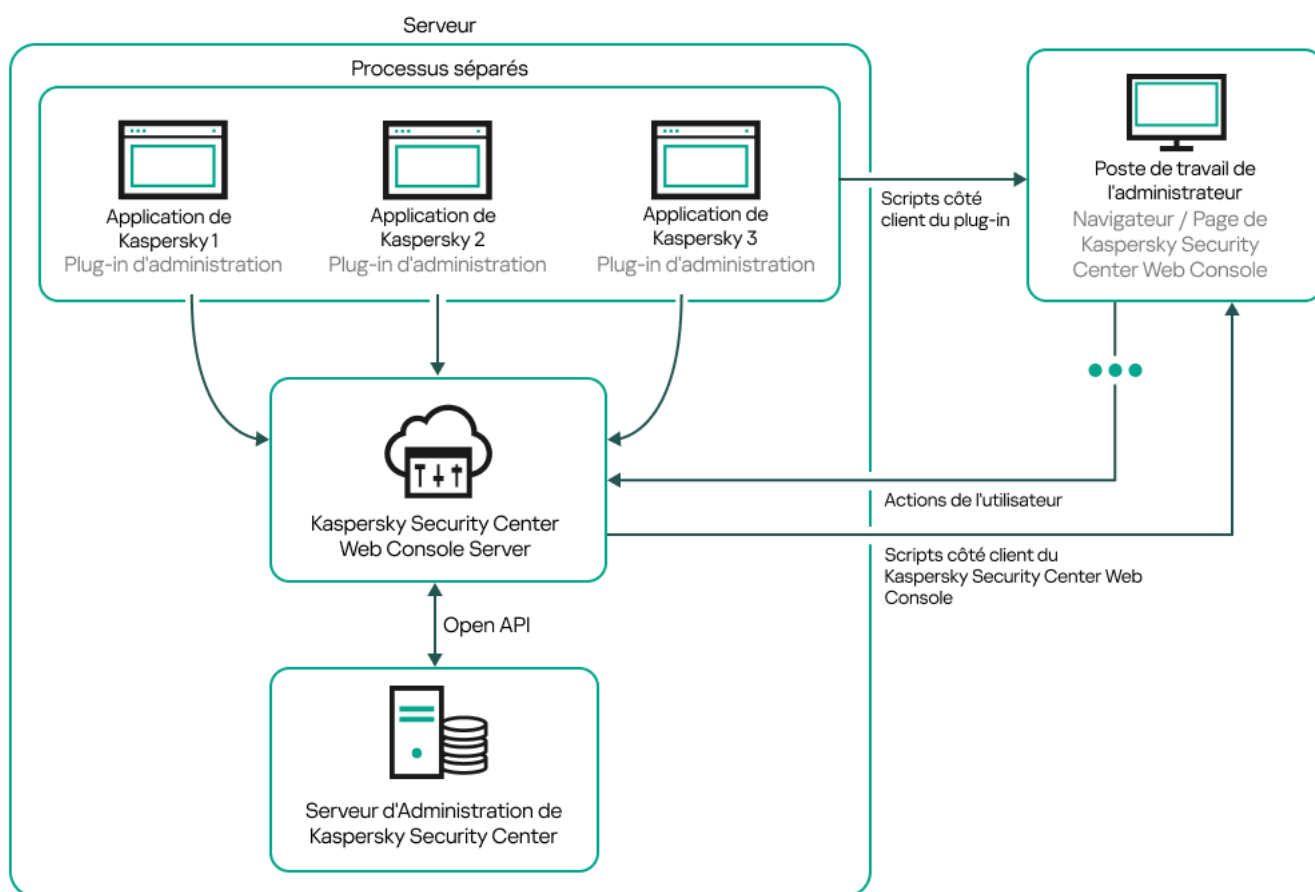 Serveur
Processus séparés
Application de
Kaspersky 1
Plug-in d'administration
Application de
Kaspersky 2
Plug-in d'administration
Application de
Kaspersky 3
Plug-in d'administration
Scripts côté
client du plug-in
Poste de travail de
l'administrateur
Navigateur / Page de
Kaspersky Security
Center Web Console
Kaspersky Security Center
Web Console Server
Actions de l'utilisateur
Scripts côté client du
Kaspersky Security Center Web
Console
Open API
Serveur d'Administration de
Kaspersky Security Center